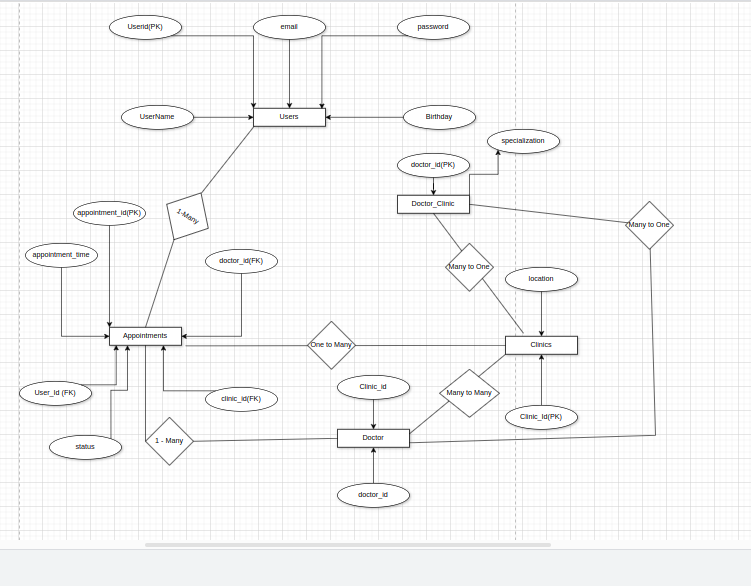 UserId(PK)
email
password
UserName
Users
Birthday
specialization
doctor_id(PK)
Doctor_Clinic
appointment_id(PK)
1-Many
Many to One
appointment_time
doctor_id(FK)
Many to One
location
Appointments
One to Many
Clinics
User_Id (FK)
clinic_id(FK)
Clinic_id
Many to Many
Clinic_Id(PK)
status
1 - Many
Doctor
doctor_id